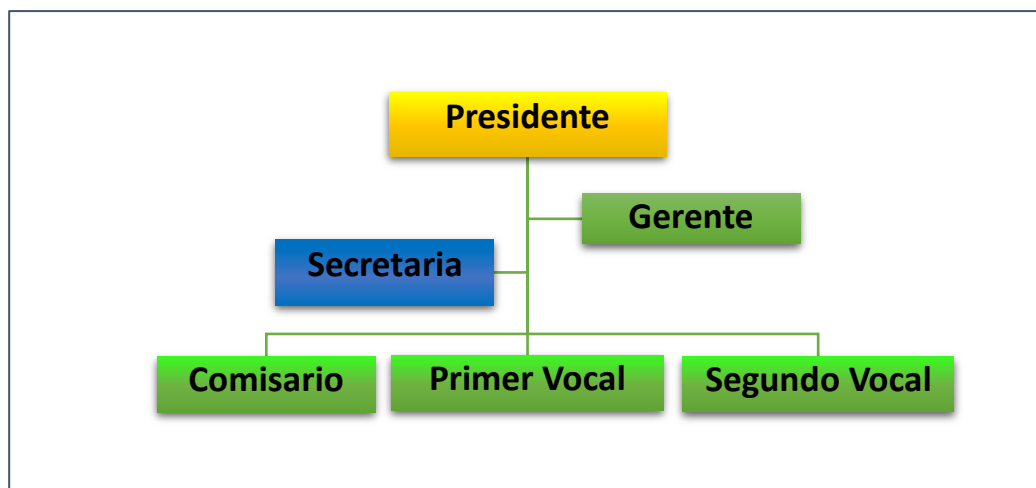 Presidente
Gerente
Secretaria
Comisario
Primer Vocal
Segundo Vocal